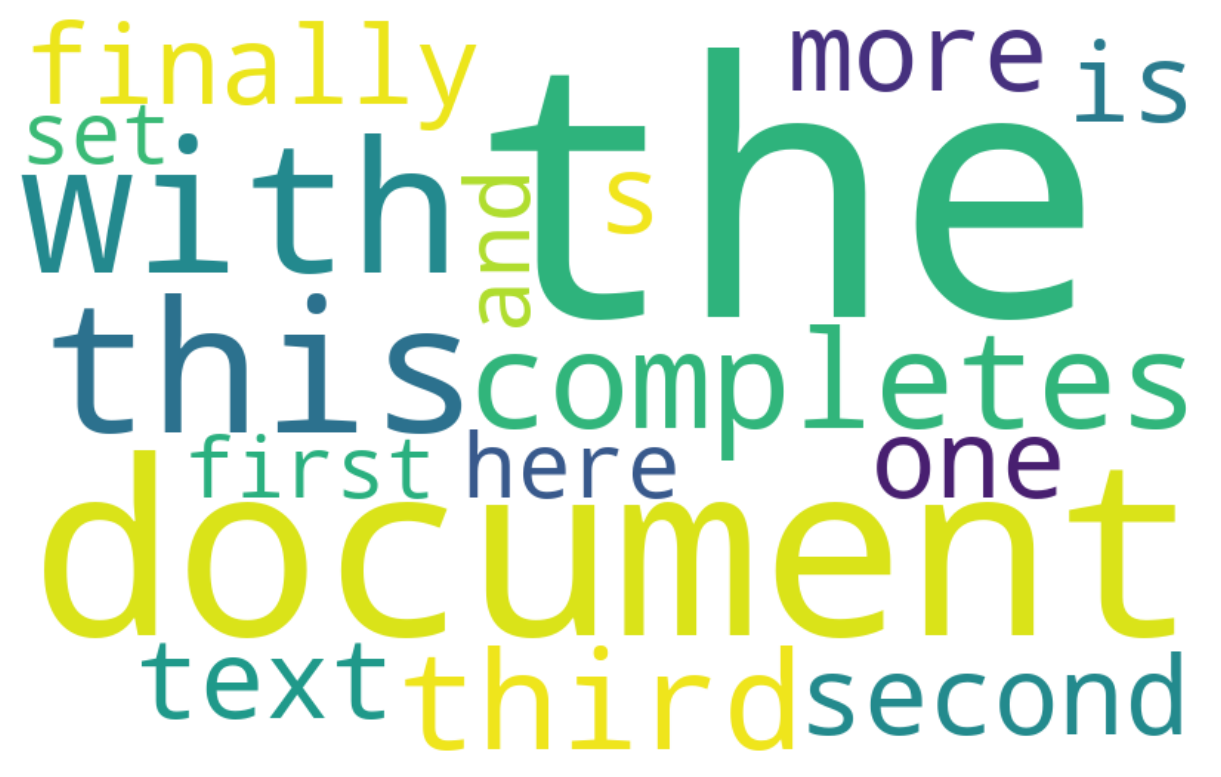 finally
more
is
the
set
with
s
and
this
completes
first
here
one
document
text
third
second